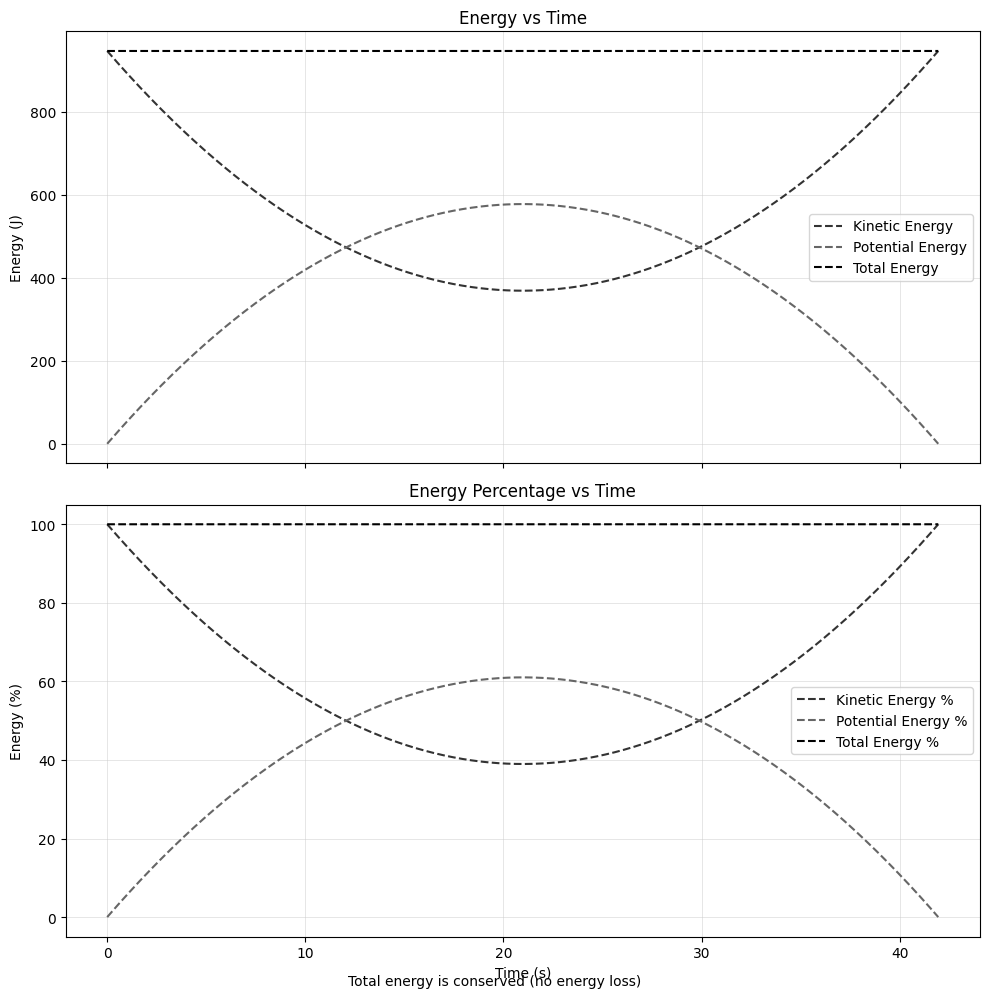 Energy vs Time
800
600
400
200
0
Energy (J)
Kinetic Energy
Potential Energy
Total Energy
Energy Percentage vs Time
100
80
60
40
20
0
Energy (%)
Kinetic Energy %
Potential Energy %
Total Energy %
0 10 20 30 40
Time (s)
Total energy is conserved (no energy loss)